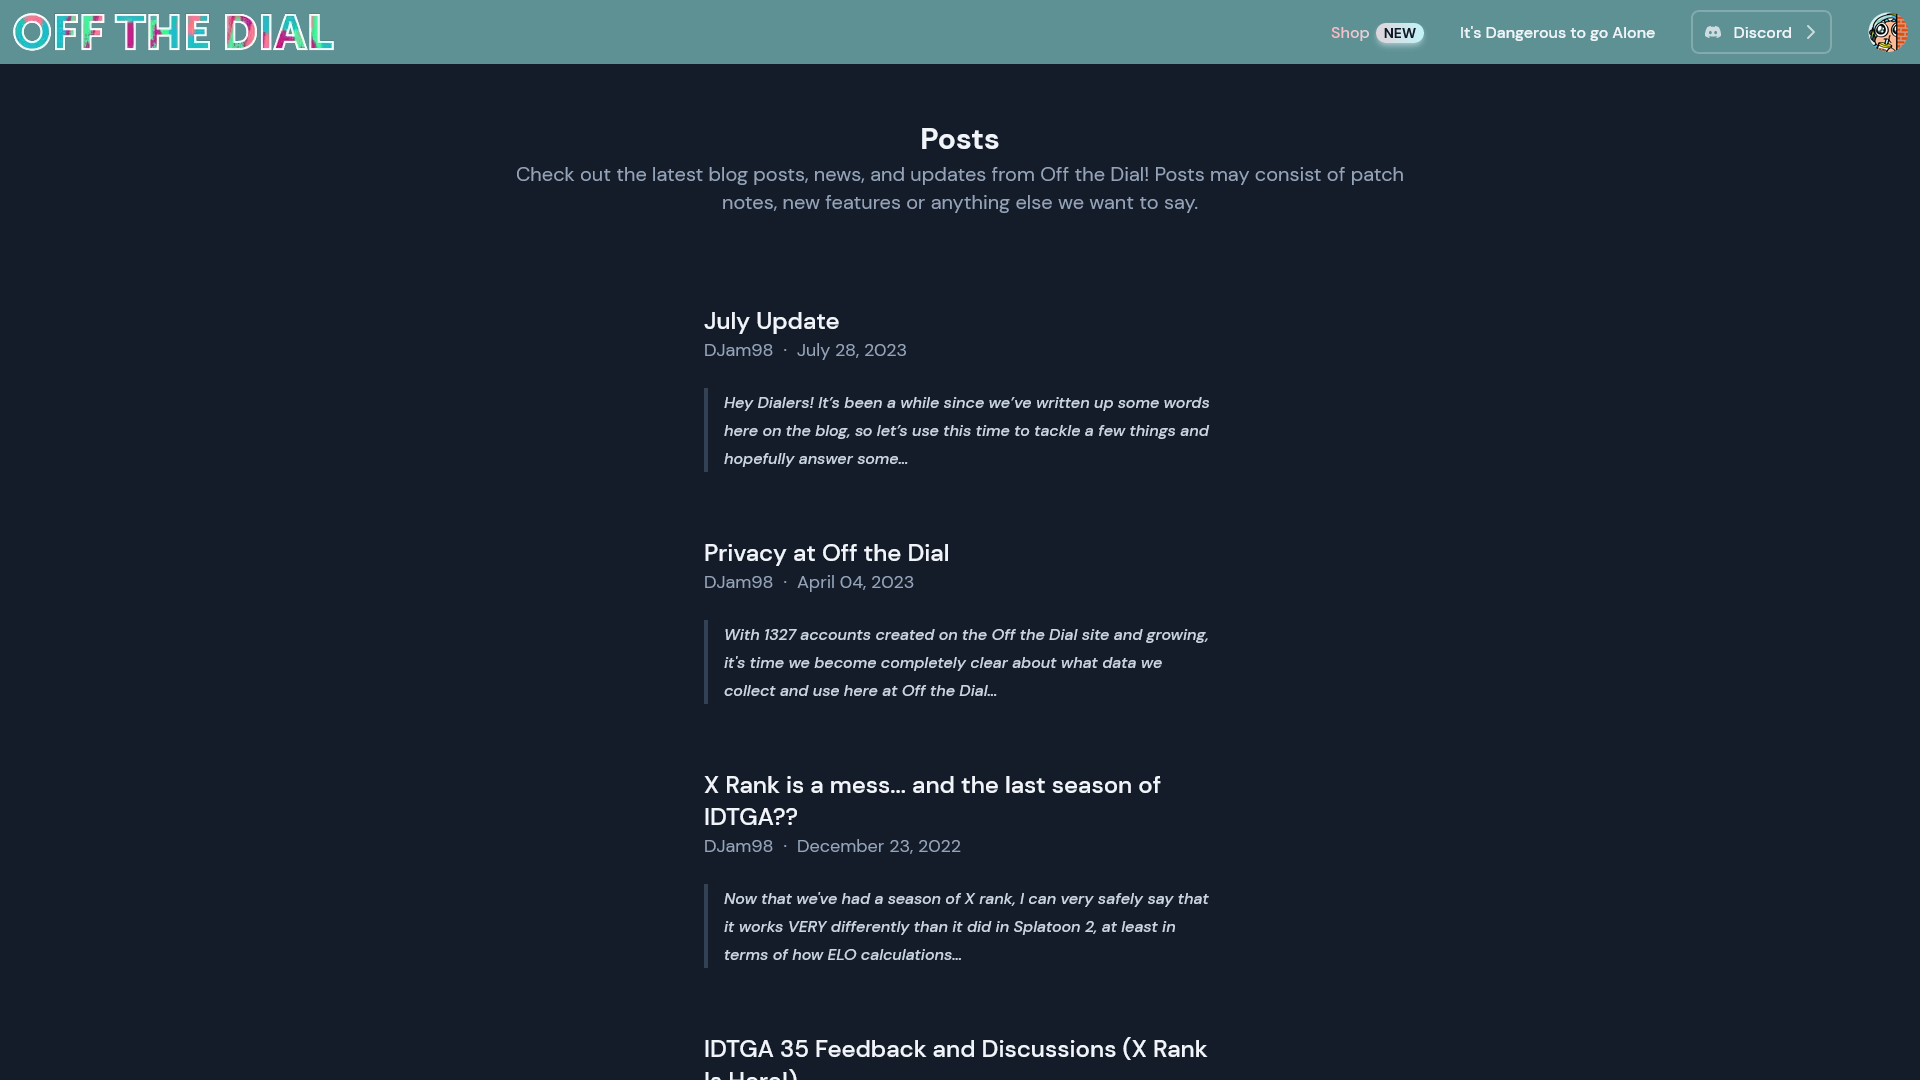 OFF THE DIAL
Shop NEW
It's Dangerous to go Alone
Discord
Posts
Check out the latest blog posts, news, and updates from Off the Dial! Posts may consist of patch
notes, new features or anything else we want to say.
July Update
DJam98 · July 28, 2023
Hey Dialers! It’s been a while since we’ve written up some words
here on the blog, so let’s use this time to tackle a few things and
hopefully answer some...
Privacy at Off the Dial
DJam98 · April 04, 2023
With 1327 accounts created on the Off the Dial site and growing,
it's time we become completely clear about what data we
collect and use here at Off the Dial...
X Rank is a mess... and the last season of
IDTGA??
DJam98 · December 23, 2022
Now that we've had a season of X rank, I can very safely say that
it works VERY differently than it did in Splatoon 2, at least in
terms of how ELO calculations...
IDTGA 35 Feedback and Discussions (X Rank
Is Here!)